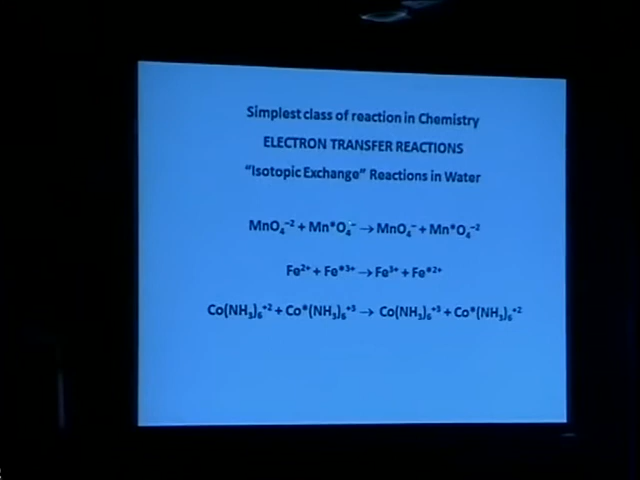 Simplest class of reaction in Chemistry
ELECTRON TRANSFER REACTIONS
"Isotopic Exchange" Reactions in Water
MnO₄⁻² + Mn*O₄⁻ → MnO₄⁻ + Mn*O₄⁻²
Fe²⁺ + Fe*³⁺ → Fe³⁺ + Fe*²⁺
Co(NH₃)₆⁺² + Co*(NH₃)₆⁺³ → Co(NH₃)₆⁺³ + Co*(NH₃)₆⁺²